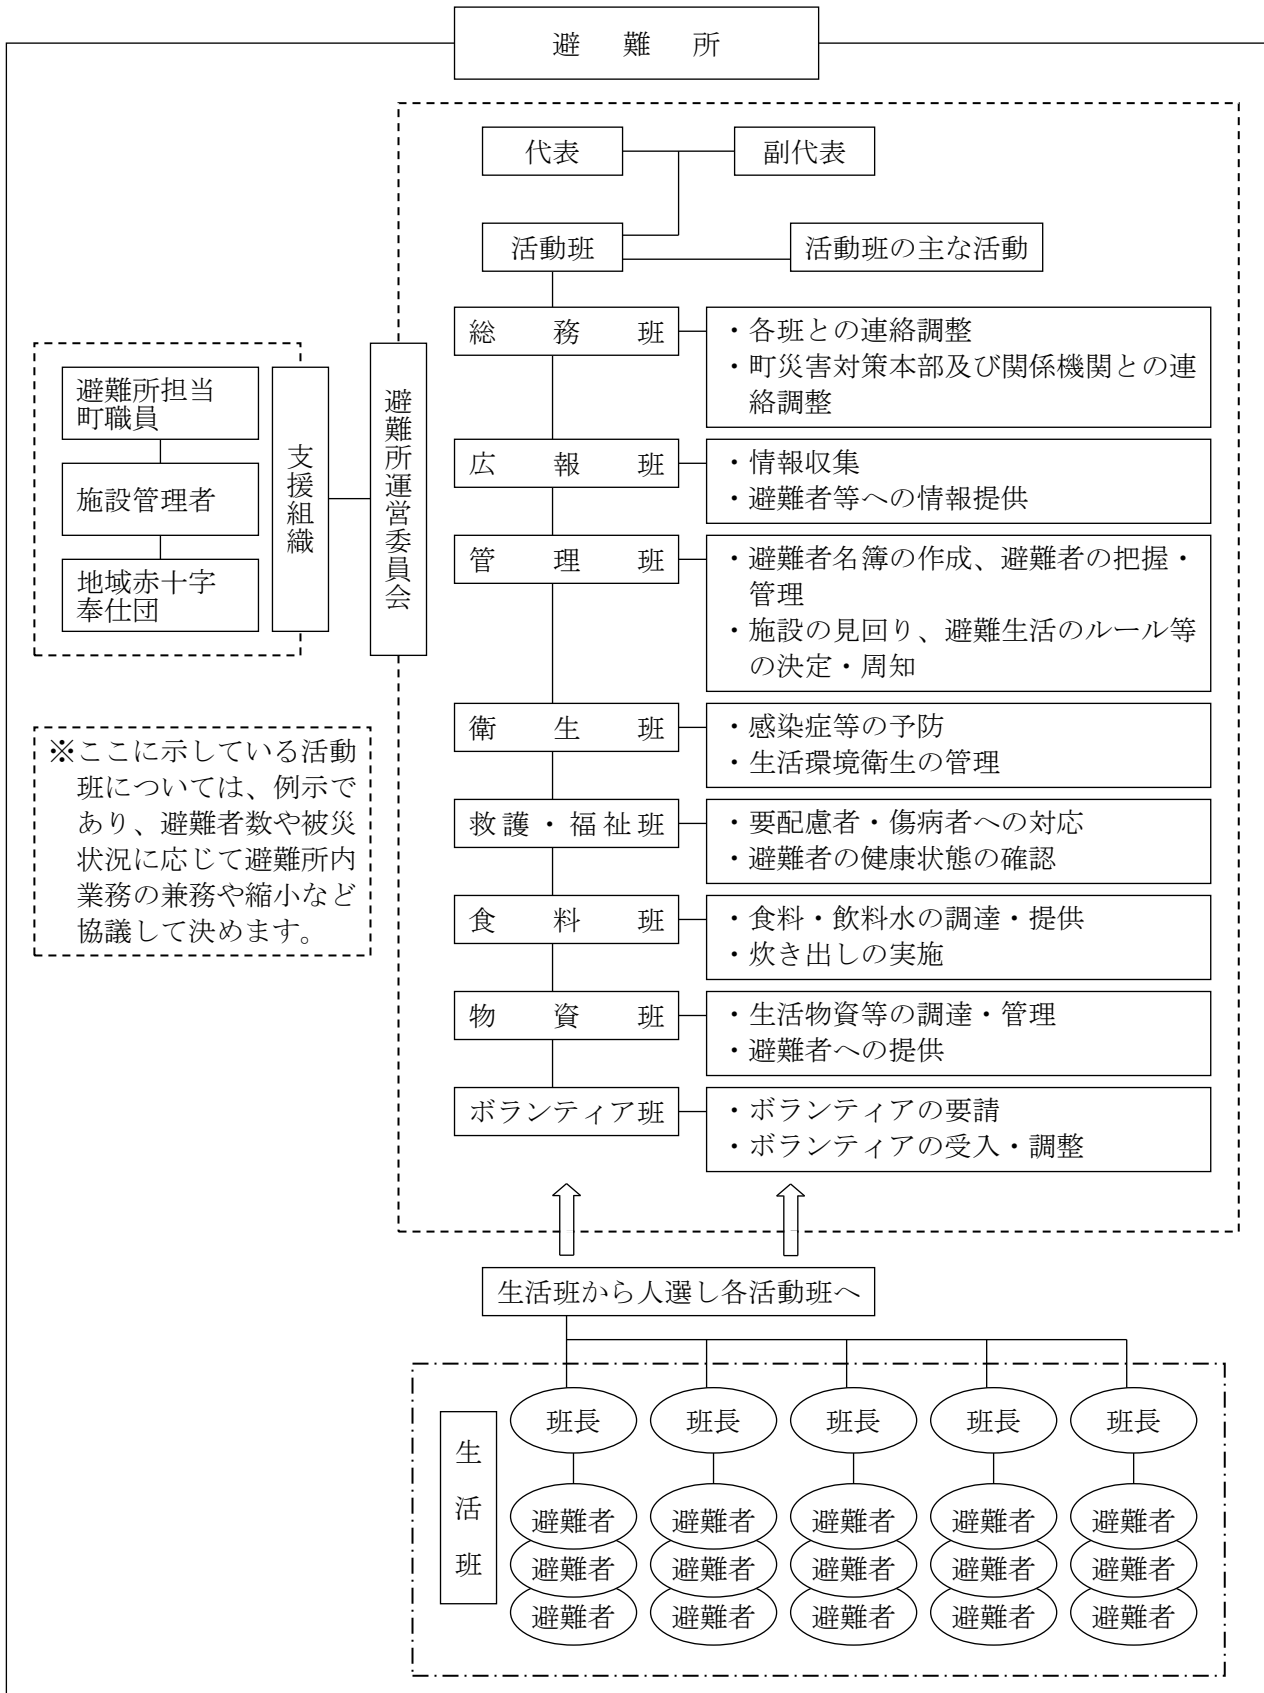 避難所
代表
副代表
活動班
活動班の主な活動
総務班
・各班との連絡調整
・町災害対策本部及び関係機関との連
絡調整
広報班
・情報収集
・避難者等への情報提供
管理班
・避難者名簿の作成、避難者の把握・
管理
・施設の見回り、避難生活のルール等
の決定・周知
衛生班
・感染症等の予防
・生活環境衛生の管理
救護・福祉班
・要配慮者・傷病者への対応
・避難者の健康状態の確認
食料班
・食料・飲料水の調達・提供
・炊き出しの実施
物資班
・生活物資等の調達・管理
・避難者への提供
ボランティア班
・ボランティアの要請
・ボランティアの受入・調整
避難所運営委員会
支援組織
避難所担当
町職員
施設管理者
地域赤十字
奉仕団
※ここに示している活動
班については、例示で
あり、避難者数や被災
状況に応じて避難所内
業務の兼務や縮小など
協議して決めます。
生活班から人選し各活動班へ
生活班
班長 班長 班長 班長 班長
避難者 避難者 避難者 避難者 避難者
避難者 避難者 避難者 避難者 避難者
避難者 避難者 避難者 避難者 避難者